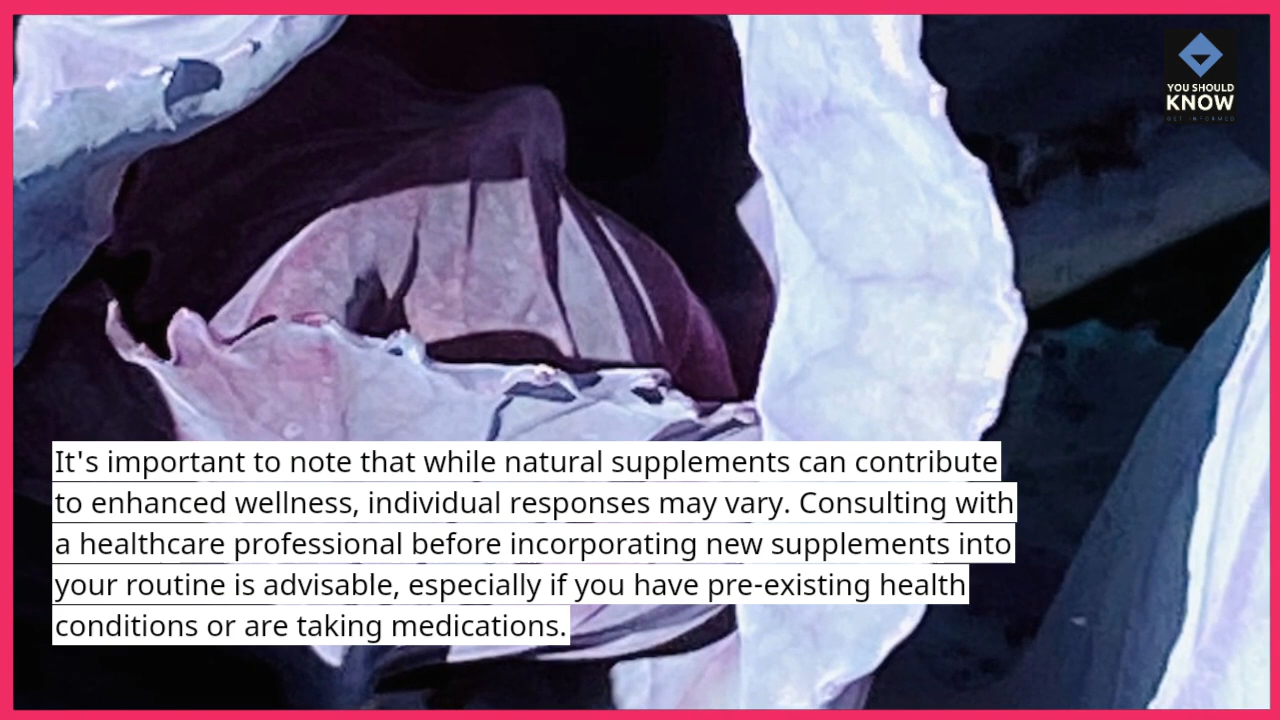 YOU SHOULD
KNOW
GET INFORMED
It's important to note that while natural supplements can contribute
to enhanced wellness, individual responses may vary. Consulting with
a healthcare professional before incorporating new supplements into
your routine is advisable, especially if you have pre-existing health
conditions or are taking medications.